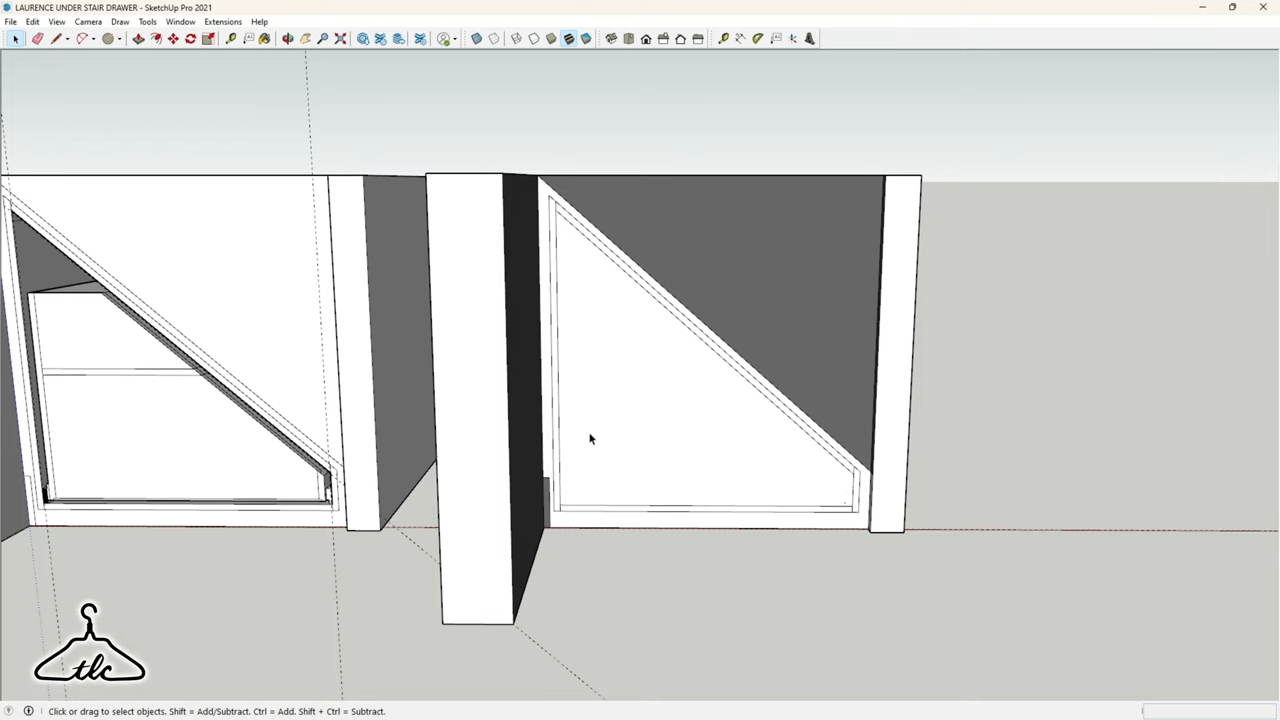 LAURENCE UNDER STAIR DRAWER - SketchUp Pro 2021
File Edit View Camera Draw Tools Window Extensions Help
tlc
Click or drag to select objects. Shift = Add/Subtract. Ctrl = Add. Shift + Ctrl = Subtract.